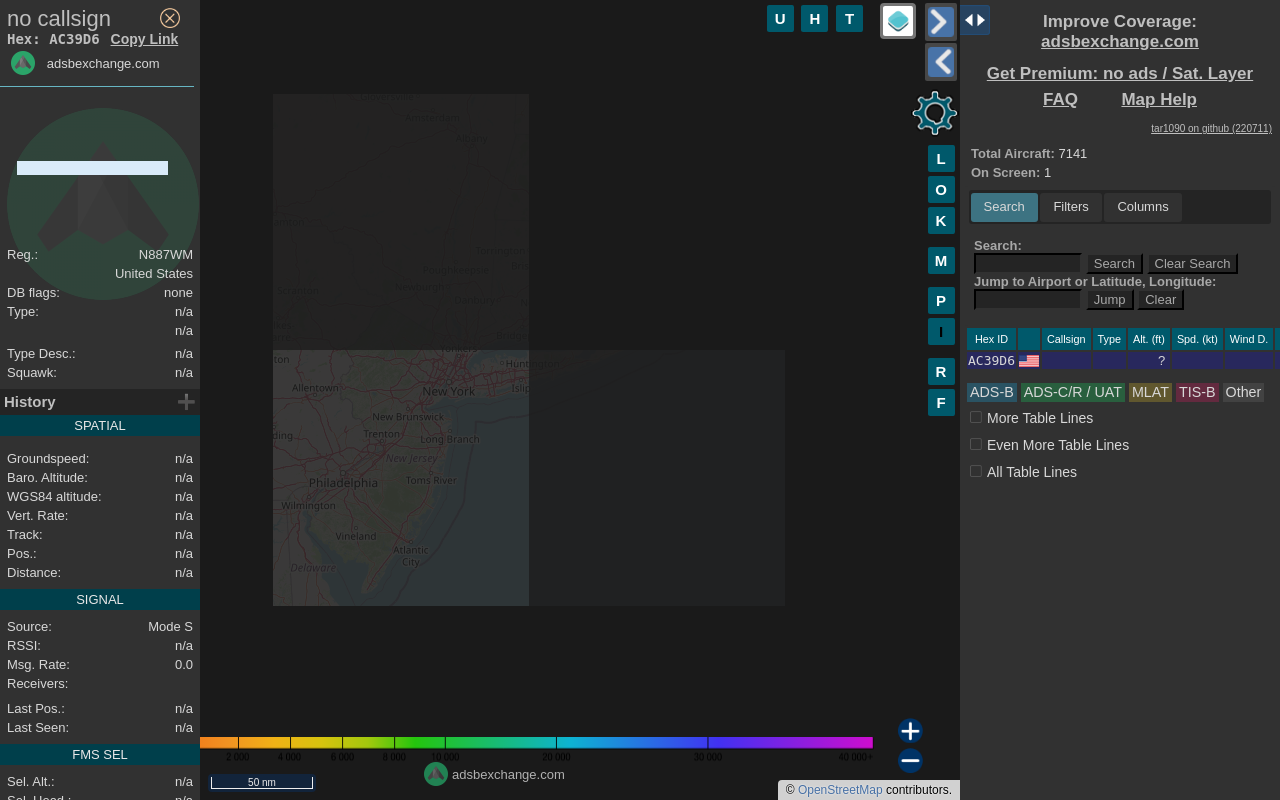 no callsign
Hex: AC39D6 Copy Link
adsbexchange.com
Reg.: N887WM
United States
DB flags: none
Type: n/a
n/a
Type Desc.: n/a
Squawk: n/a
History
SPATIAL
Groundspeed: n/a
Baro. Altitude: n/a
WGS84 altitude: n/a
Vert. Rate: n/a
Track: n/a
Pos.: n/a
Distance: n/a
SIGNAL
Source: Mode S
RSSI: n/a
Msg. Rate: 0.0
Receivers:
Last Pos.: n/a
Last Seen: n/a
FMS SEL
Sel. Alt.: n/a
Sel. Head.: n/a
U H T
L
O
K
M
P
I
R
F
Allentown
New York
New Brunswick
Trenton
Long Branch
New Jersey
Philadelphia
Toms River
Wilmington
Vineland
Atlantic
City
Delaware
2 000 4 000 6 000 8 000 10 000 20 000 30 000 40 000+
adsbexchange.com
50 nm
© OpenStreetMap contributors.
Improve Coverage:
adsbexchange.com
Get Premium: no ads / Sat. Layer
FAQ Map Help
tar1090 on github (220711)
Total Aircraft: 7141
On Screen: 1
Search Filters Columns
Search:
Search Clear Search
Jump to Airport or Latitude, Longitude:
Jump Clear
Hex ID Callsign Type Alt. (ft) Spd. (kt) Wind D.
AC39D6 ?
ADS-B ADS-C/R / UAT MLAT TIS-B Other
More Table Lines
Even More Table Lines
All Table Lines